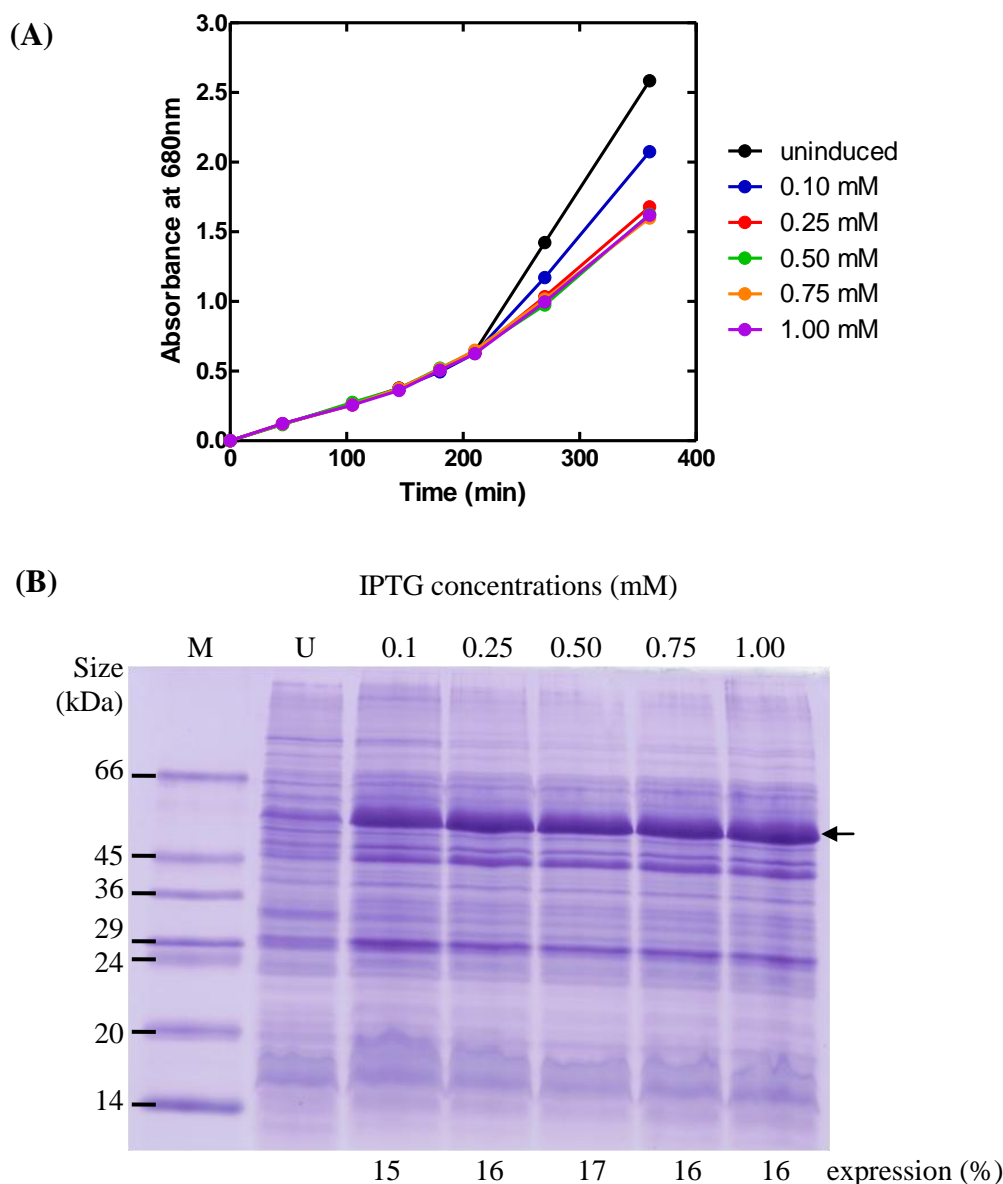 (A)
3.0
2.5
2.0
1.5
1.0
0.5
0.0
Absorbance at 680nm
0 100 200 300 400
Time (min)
uninduced
0.10 mM
0.25 mM
0.50 mM
0.75 mM
1.00 mM
(B)
IPTG concentrations (mM)
M U 0.1 0.25 0.50 0.75 1.00
Size
(kDa)
66
45
36
29
24
20
14
15 16 17 16 16 expression (%)